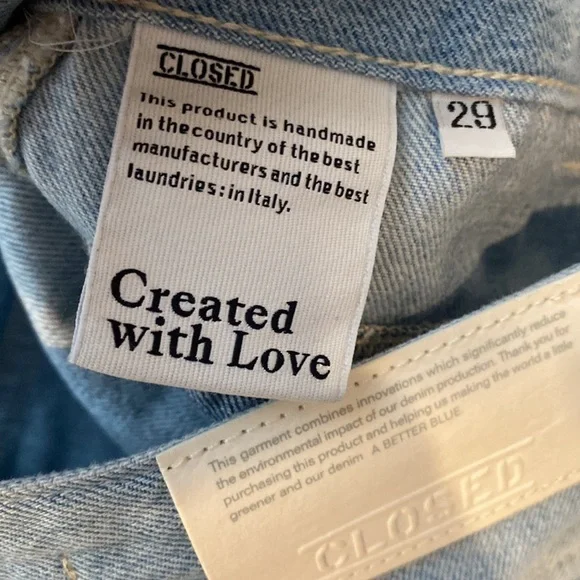 CLOSED
This product is handmade
in the country of the best
manufacturers and the best
laundries: in Italy.
Created
with Love
29
This garment combines innovations which significantly reduce
the environmental impact of our denim production. Thank you for
purchasing this product and helping us making the world a little
greener and our denim A BETTER BLUE.
CLOSED